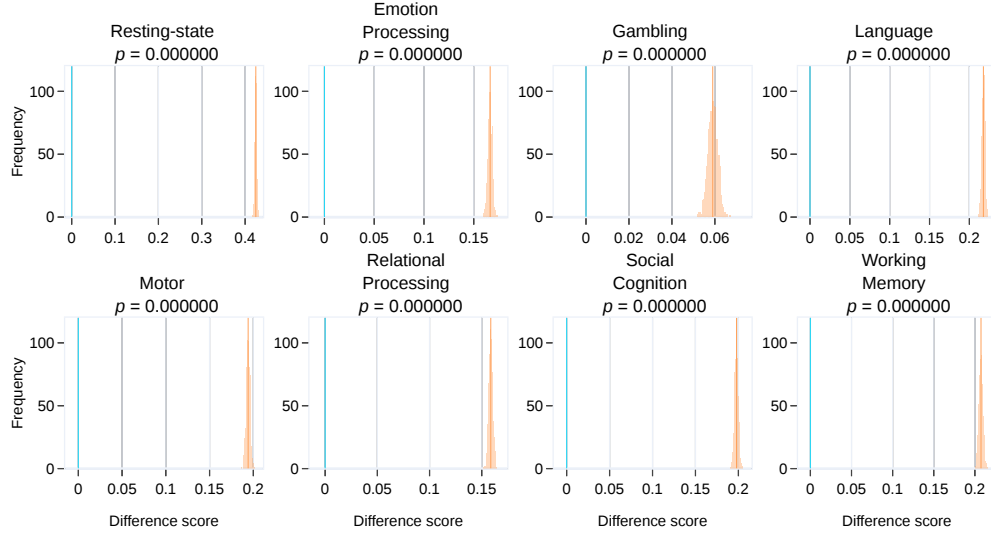 Resting-state
p = 0.000000
Emotion
Processing
p = 0.000000
Gambling
p = 0.000000
Language
p = 0.000000
Frequency
100
50
0
0 0.1 0.2 0.3 0.4
100
50
0
0 0.05 0.1 0.15
100
50
0
0 0.02 0.04 0.06
100
50
0
0 0.05 0.1 0.15 0.2
Motor
p = 0.000000
Relational
Processing
p = 0.000000
Social
Cognition
p = 0.000000
Working
Memory
p = 0.000000
Frequency
100
50
0
0 0.05 0.1 0.15 0.2
Difference score
100
50
0
0 0.05 0.1 0.15
Difference score
100
50
0
0 0.05 0.1 0.15 0.2
Difference score
100
50
0
0 0.05 0.1 0.15 0.2
Difference score